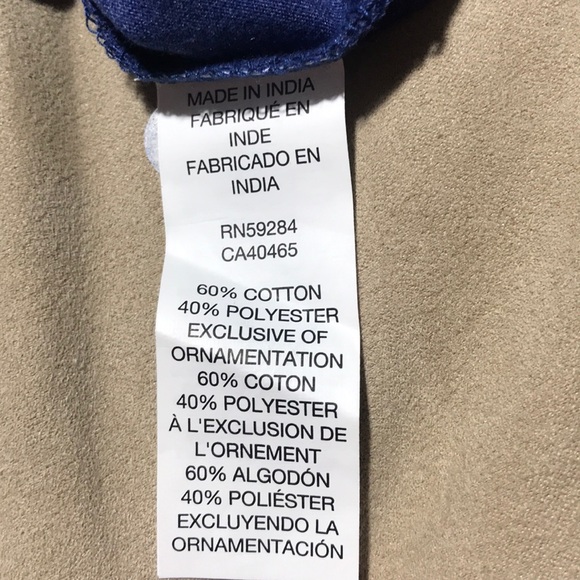 MADE IN INDIA
FABRIQUÉ EN
INDE
FABRICADO EN
INDIA
RN59284
CA40465
60% COTTON
40% POLYESTER
EXCLUSIVE OF
ORNAMENTATION
60% COTON
40% POLYESTER
À L'EXCLUSION DE
L'ORNEMENT
60% ALGODÓN
40% POLIÉSTER
EXCLUYENDO LA
ORNAMENTACIÓN